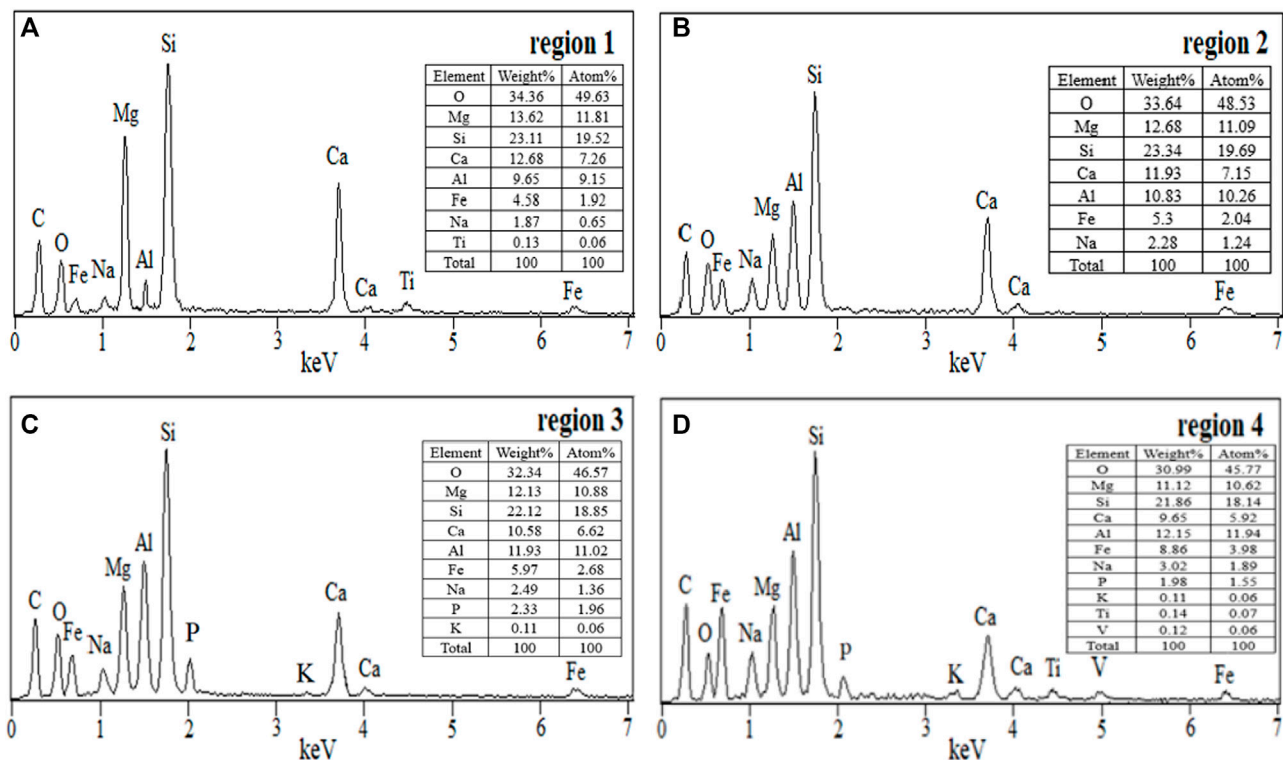 A
region 1
Si
Mg
Ca
C
O
Fe
Na
Al
Ca
Ti
Fe
Element Weight% Atom%
O 34.36 49.63
Mg 13.62 11.81
Si 23.11 19.52
Ca 12.68 7.26
Al 9.65 9.15
Fe 4.58 1.92
Na 1.87 0.65
Ti 0.13 0.06
Total 100 100
0 1 2 3 4 5 6 7
keV
B
region 2
Si
Al
Mg
Ca
C
O
Fe
Na
Ca
Fe
Element Weight% Atom%
O 33.64 48.53
Mg 12.68 11.09
Si 23.34 19.69
Ca 11.93 7.15
Al 10.83 10.26
Fe 5.3 2.04
Na 2.28 1.24
Total 100 100
0 1 2 3 4 5 6 7
keV
C
region 3
Si
Al
Mg
Ca
C
O
Fe
Na
P
K
Ca
Fe
Element Weight% Atom%
O 32.34 46.57
Mg 12.13 10.88
Si 22.12 18.85
Ca 10.58 6.62
Al 11.93 11.02
Fe 5.97 2.68
Na 2.49 1.36
P 2.33 1.96
K 0.11 0.06
Total 100 100
0 1 2 3 4 5 6 7
keV
D
region 4
Si
Al
Mg
Fe
C
O
Na
P
K
Ca
Ca
Ti
V
Fe
Element Weight% Atom%
O 30.99 45.77
Mg 11.12 10.62
Si 21.86 18.14
Ca 9.65 5.92
Al 12.15 11.94
Fe 8.86 3.98
Na 3.02 1.89
P 1.98 1.55
K 0.11 0.06
Ti 0.14 0.07
V 0.12 0.06
Total 100 100
0 1 2 3 4 5 6 7
keV